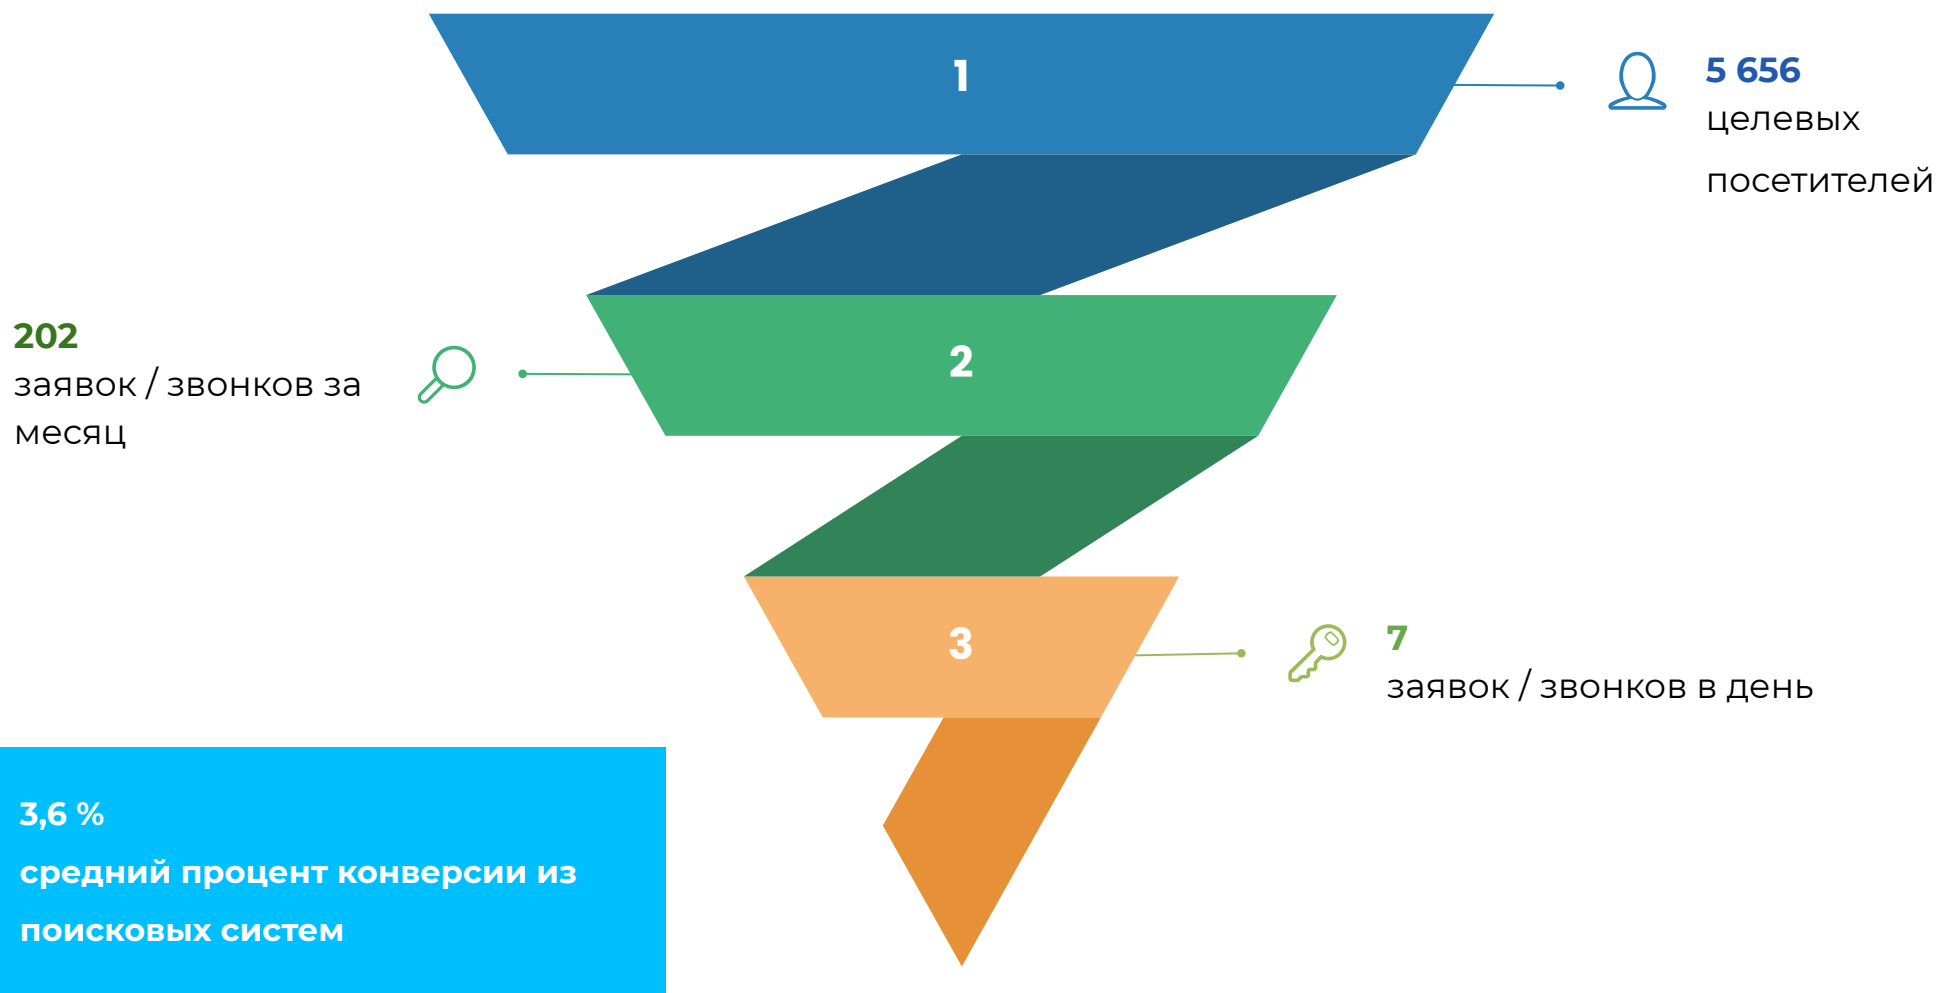 1
5 656
целевых
посетителей
2
202
заявок / звонков за
месяц
3
7
заявок / звонков в день
3,6 %
средний процент конверсии из
поисковых систем